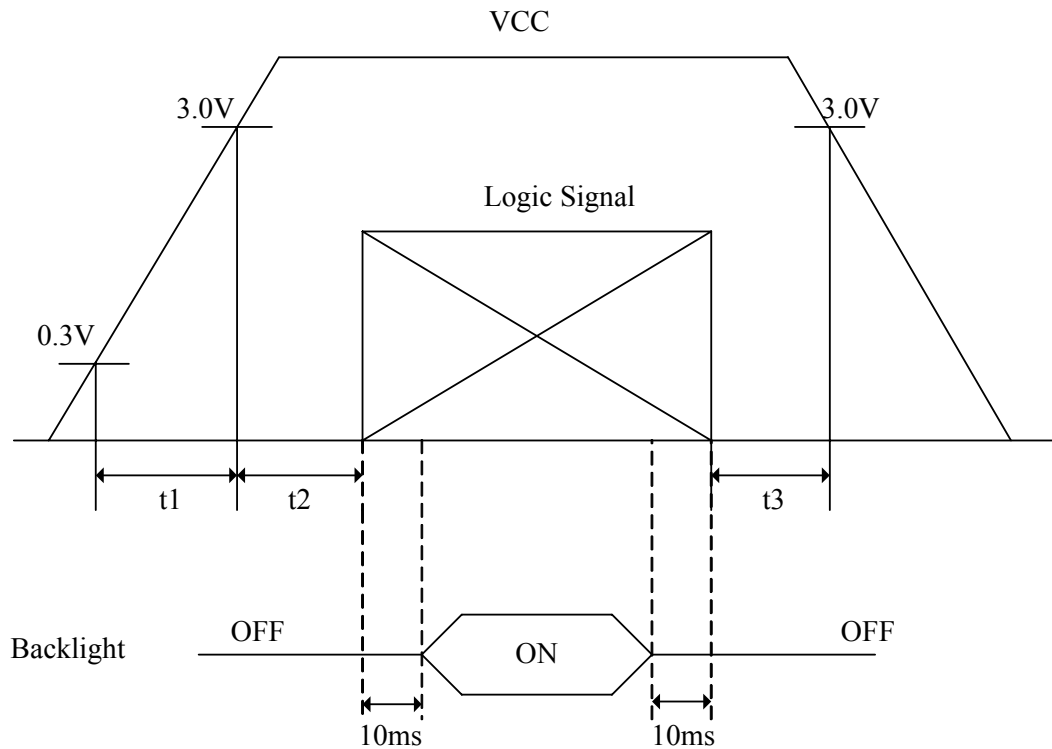 VCC
3.0V
3.0V
Logic Signal
0.3V
t1
t2
t3
OFF
OFF
Backlight
ON
10ms
10ms